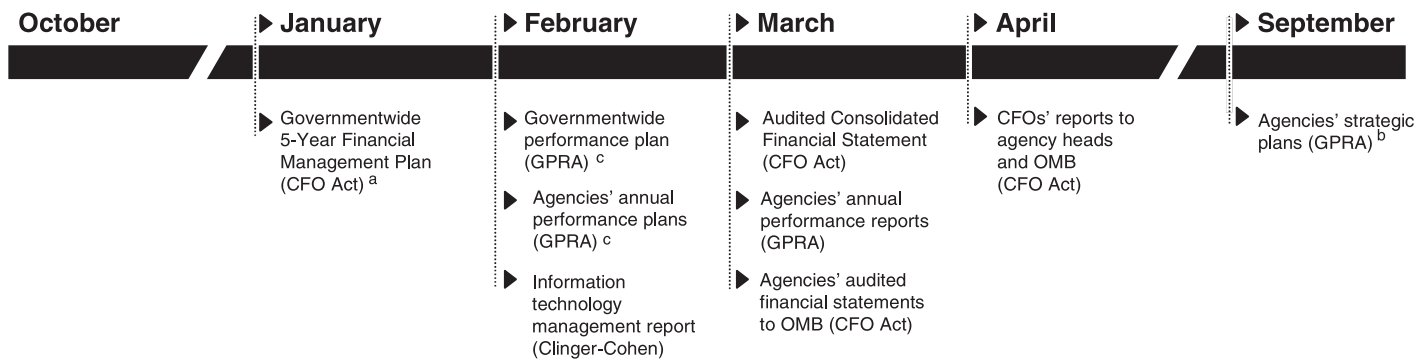 October
January
February
March
April
September
Governmentwide
5-Year Financial
Management Plan
(CFO Act) a
Governmentwide
performance plan
(GPRA) c
Agencies' annual
performance plans
(GPRA) c
Information
technology
management report
(Clinger-Cohen)
Audited Consolidated
Financial Statement
(CFO Act)
Agencies' annual
performance reports
(GPRA)
Agencies' audited
financial statements
to OMB (CFO Act)
CFOs' reports to
agency heads
and OMB
(CFO Act)
Agencies' strategic
plans (GPRA) b